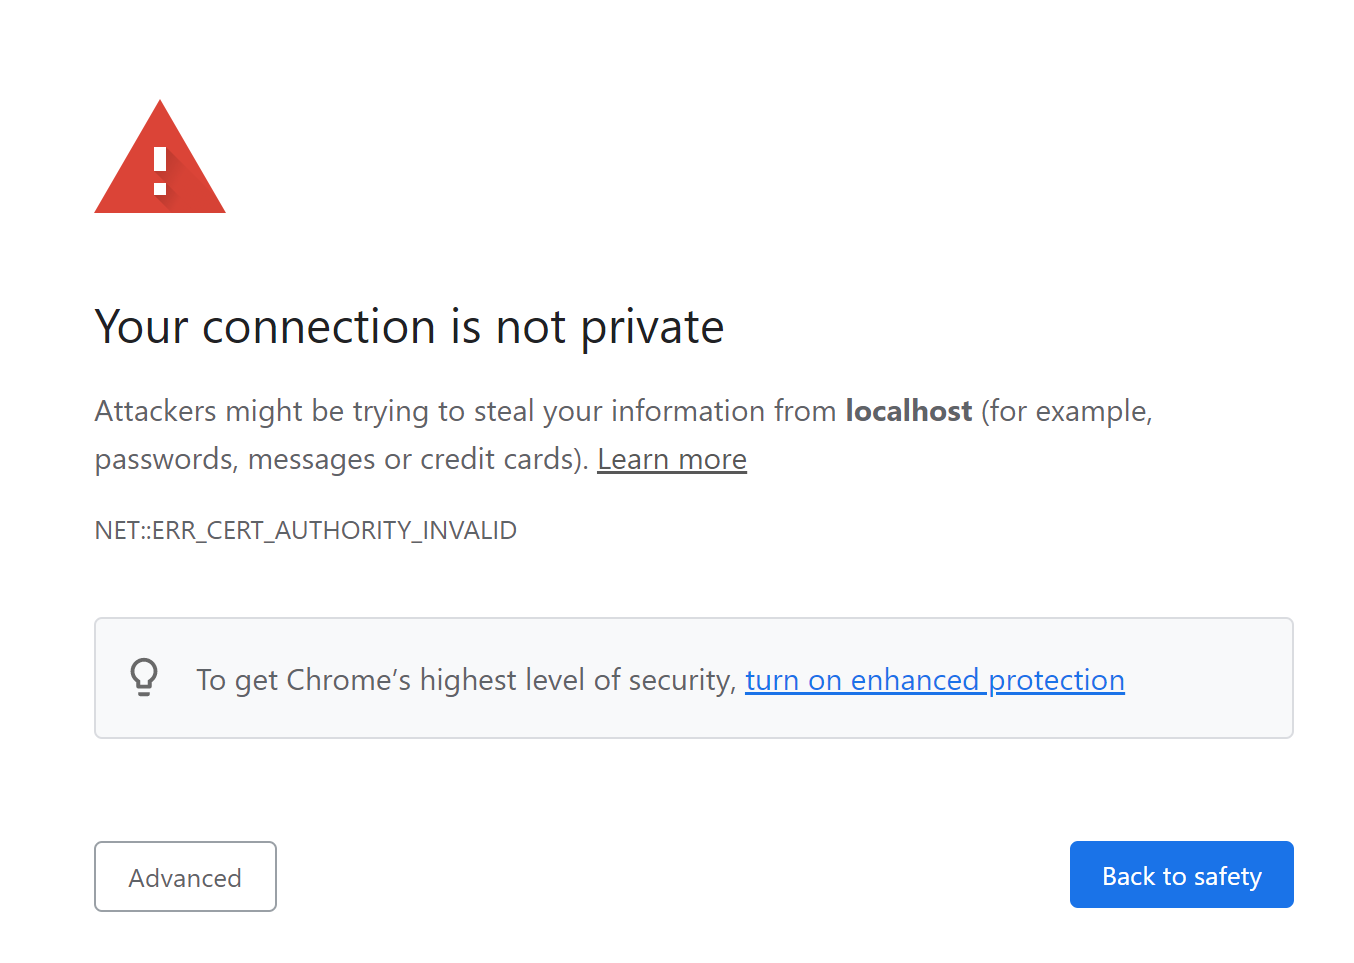 Your connection is not private
Attackers might be trying to steal your information from localhost (for example,
passwords, messages or credit cards). Learn more
NET::ERR_CERT_AUTHORITY_INVALID
To get Chrome’s highest level of security, turn on enhanced protection
Advanced
Back to safety